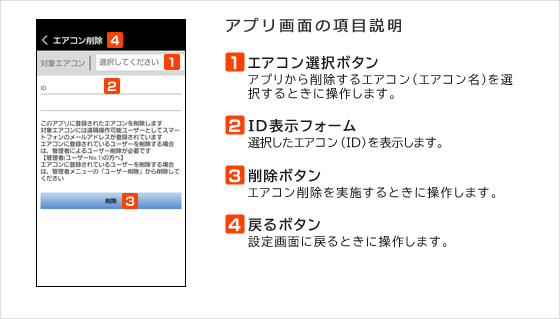 エアコン削除 4
対象エアコン 選択してください 1
ID 2
このアプリに登録されたエアコンを削除します
対象エアコンには遠隔操作可能ユーザーとしてスマー
トフォンのメールアドレスが登録されています
エアコンに登録されているユーザーを削除する場合
は、管理者によるユーザー削除が必要です
【管理者(ユーザーNo.1)の方へ】
エアコンに登録されているユーザーを削除する場合
は、管理者メニューの「ユーザー削除」から削除して
ください
削除 3
アプリ画面の項目説明
1 エアコン選択ボタン
アプリから削除するエアコン(エアコン名)を選
択するときに操作します。
2 ID表示フォーム
選択したエアコン(ID)を表示します。
3 削除ボタン
エアコン削除を実施するときに操作します。
4 戻るボタン
設定画面に戻るときに操作します。